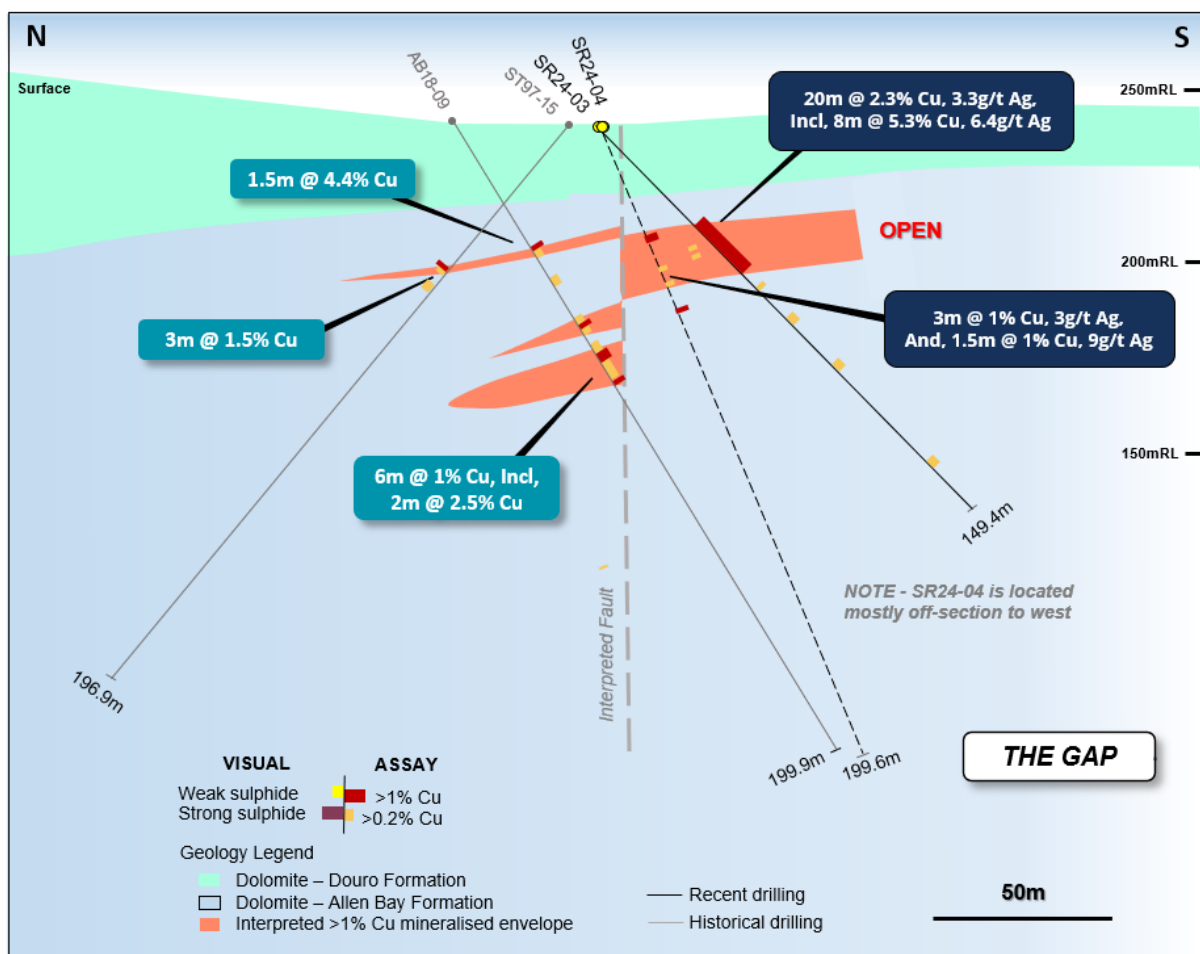 N
S
Surface
AB18-09
ST97-15
SR24-03
SR24-04
250mRL
20m @ 2.3% Cu, 3.3g/t Ag,
Incl, 8m @ 5.3% Cu, 6.4g/t Ag
1.5m @ 4.4% Cu
OPEN
200mRL
3m @ 1.5% Cu
3m @ 1% Cu, 3g/t Ag,
And, 1.5m @ 1% Cu, 9g/t Ag
150mRL
6m @ 1% Cu, Incl,
2m @ 2.5% Cu
149.4m
Interpreted Fault
NOTE - SR24-04 is located
mostly off-section to west
196.9m
199.9m
199.6m
THE GAP
VISUAL ASSAY
Weak sulphide >1% Cu
Strong sulphide >0.2% Cu
Geology Legend
Dolomite – Douro Formation
Dolomite – Allen Bay Formation
Interpreted >1% Cu mineralised envelope
Recent drilling
Historical drilling
50m